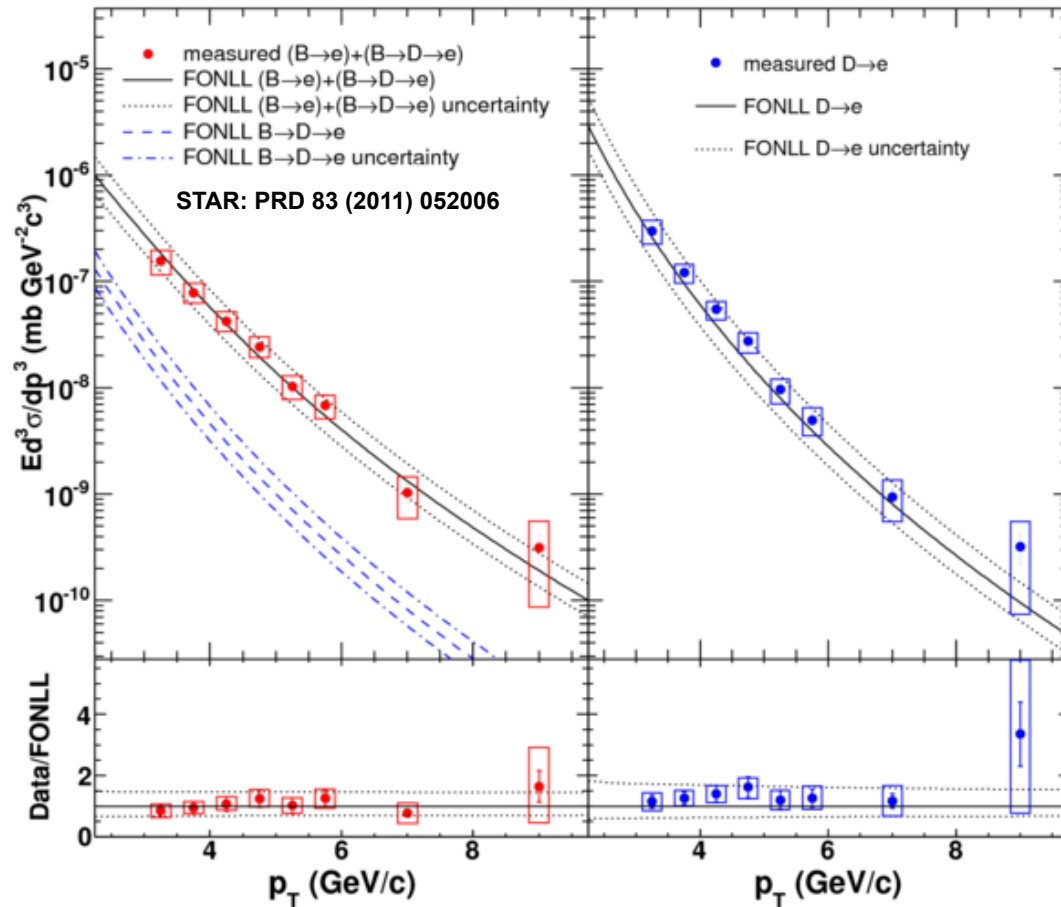 measured (B→e)+(B→D→e)
FONLL (B→e)+(B→D→e)
FONLL (B→e)+(B→D→e) uncertainty
FONLL B→D→e
FONLL B→D→e uncertainty
STAR: PRD 83 (2011) 052006
measured D→e
FONLL D→e
FONLL D→e uncertainty
Ed³σ/dp³ (mb GeV⁻²c³)
10⁻⁵
10⁻⁶
10⁻⁷
10⁻⁸
10⁻⁹
10⁻¹⁰
Data/FONLL
4
2
0
4 6 8
4 6 8
p_T (GeV/c)
p_T (GeV/c)